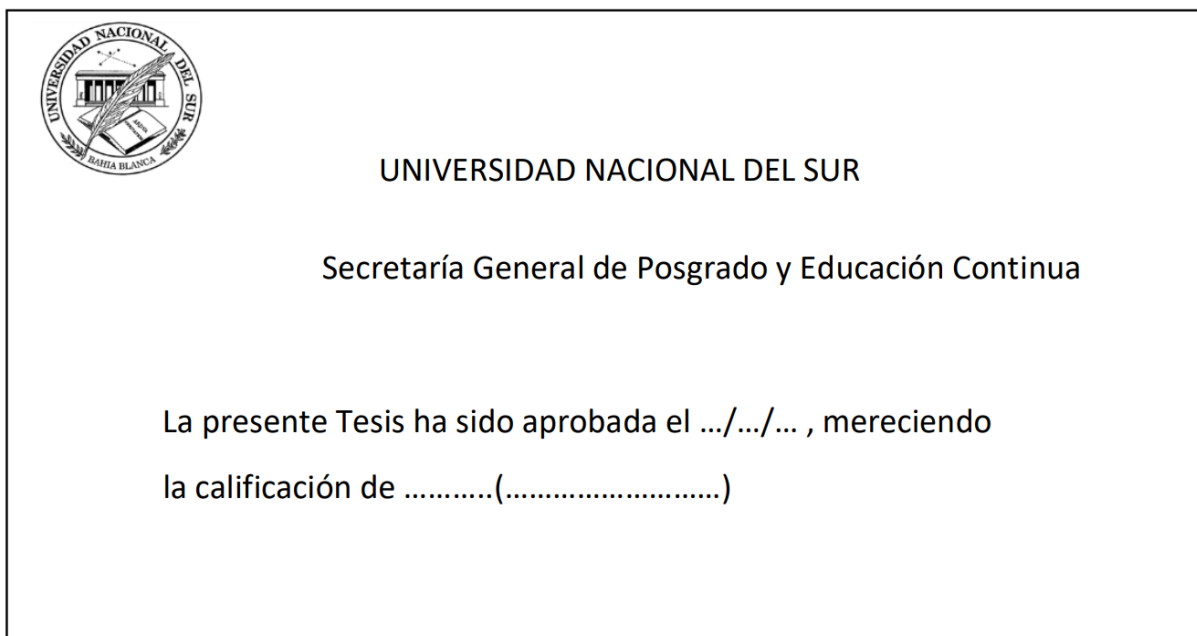 UNIVERSIDAD NACIONAL DEL SUR
BAHIA BLANCA
UNIVERSIDAD NACIONAL DEL SUR
Secretaría General de Posgrado y Educación Continua
La presente Tesis ha sido aprobada el …/…/… , mereciendo
la calificación de ………..(………………………)